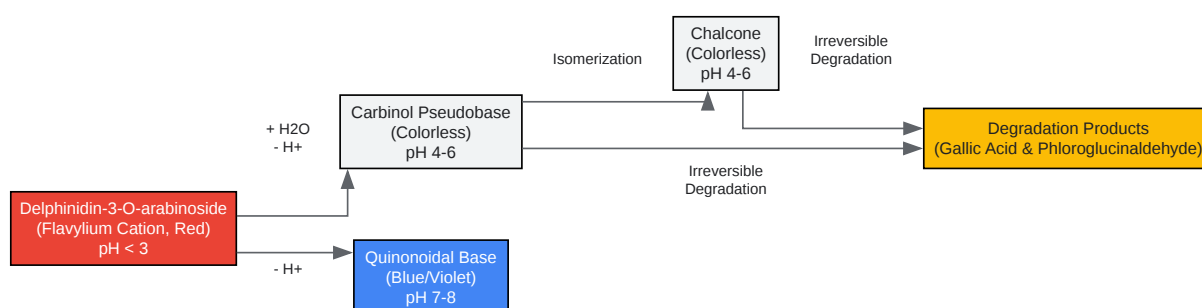 Chalcone
(Colorless)
pH 4-6
Irreversible
Degradation
Isomerization
Carbinol Pseudobase
(Colorless)
pH 4-6
+ H2O
- H+
Degradation Products
(Gallic Acid & Phloroglucinaldehyde)
Irreversible
Degradation
Delphinidin-3-O-arabinoside
(Flavylium Cation, Red)
pH < 3
- H+
Quinonoidal Base
(Blue/Violet)
pH 7-8